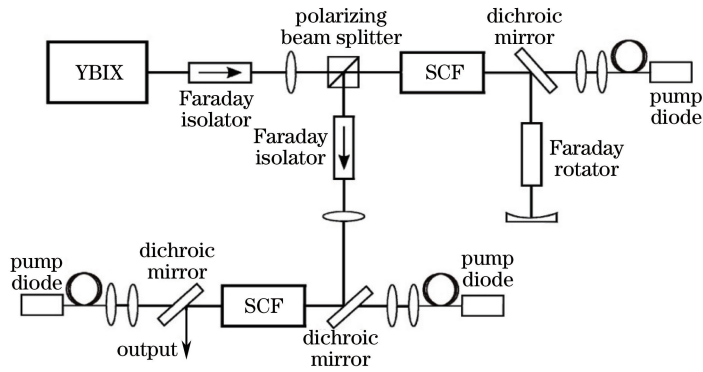 polarizing
beam splitter
dichroic
mirror
YBIX
SCF
Faraday
isolator
pump
diode
Faraday
isolator
Faraday
rotator
dichroic
mirror
pump
diode
pump
diode
SCF
output
dichroic
mirror